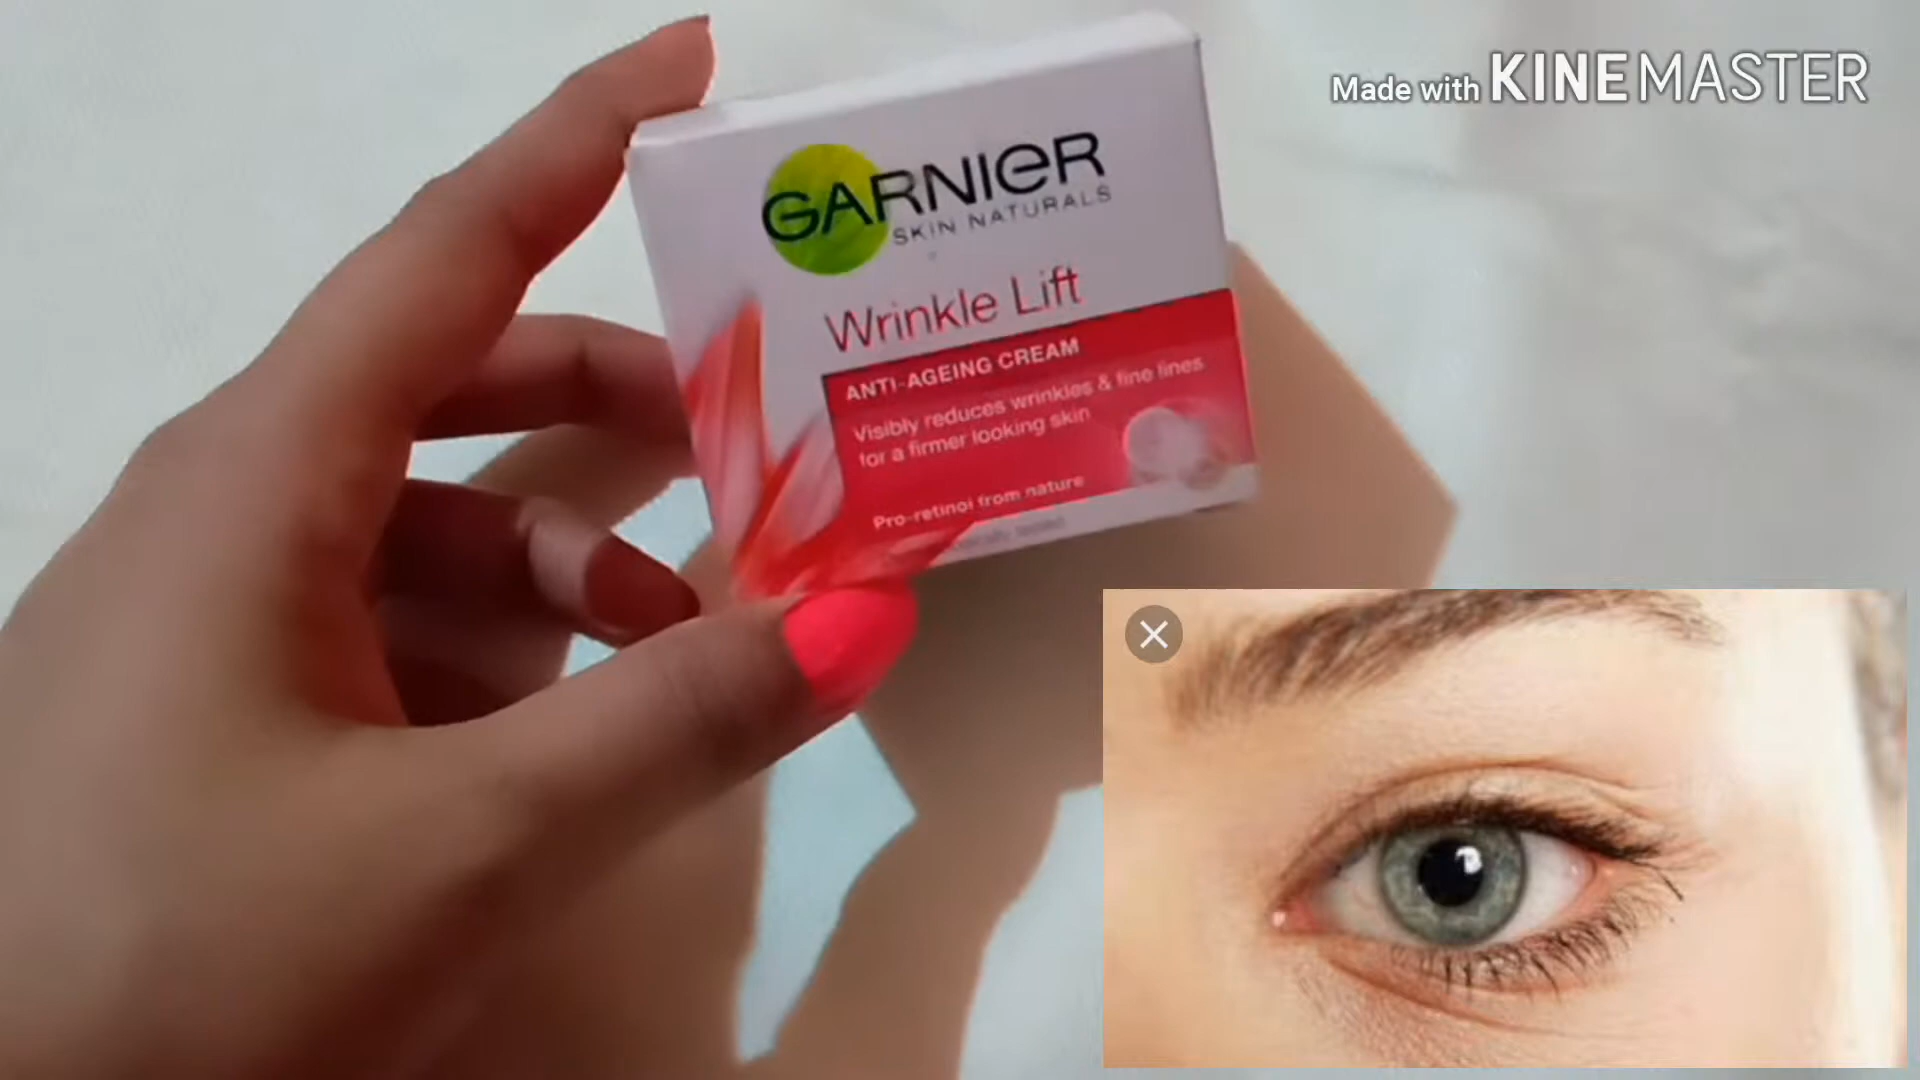 Made with KINEMASTER
GARNIER
SKIN NATURALS
Wrinkle Lift
ANTI-AGEING CREAM
Visibly reduces wrinkles & fine lines
for a firmer looking skin
Pro-retinol from nature
tested